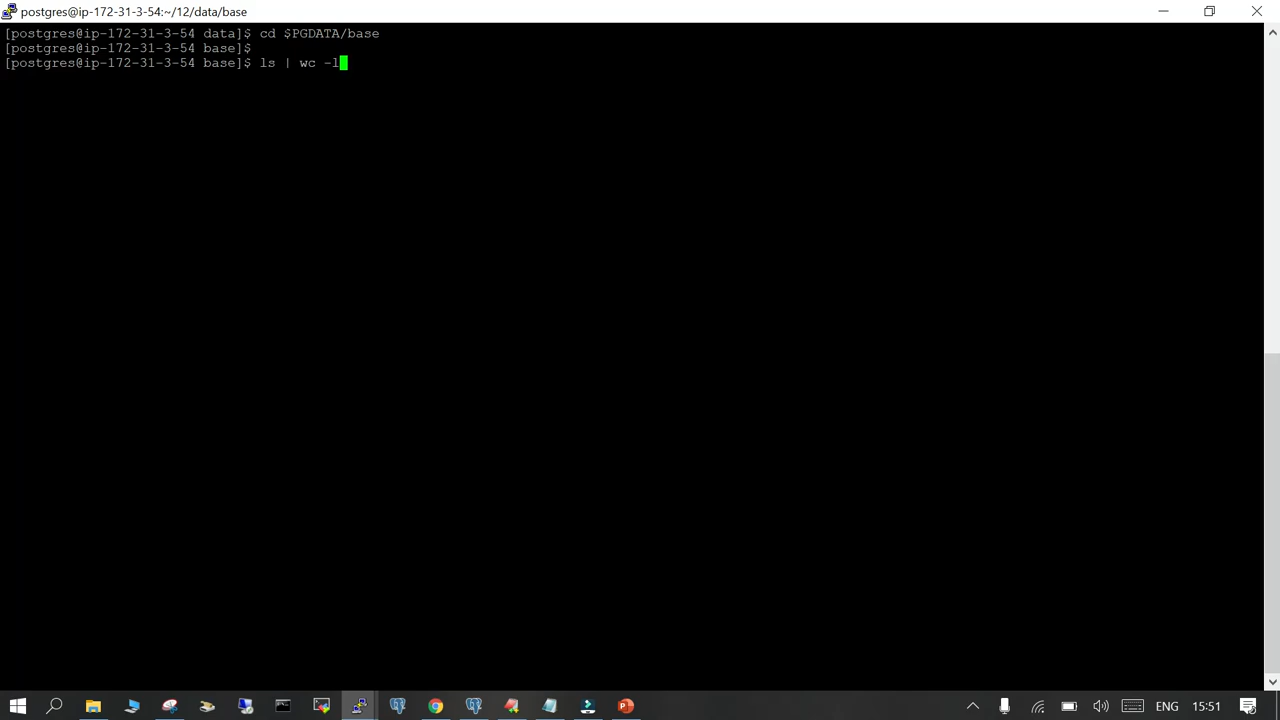 postgres@ip-172-31-3-54:~/12/data/base
[postgres@ip-172-31-3-54 data]$ cd $PGDATA/base
[postgres@ip-172-31-3-54 base]$
[postgres@ip-172-31-3-54 base]$ ls | wc -l
ENG
15:51